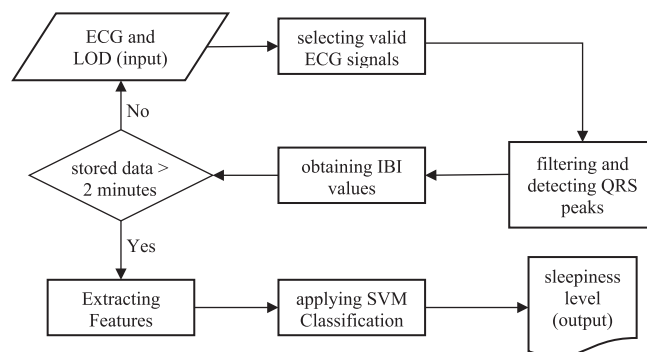 ECG and
LOD (input)
selecting valid
ECG signals
No
stored data >
2 minutes
obtaining IBI
values
filtering and
detecting QRS
peaks
Yes
Extracting
Features
applying SVM
Classification
sleepiness
level
(output)